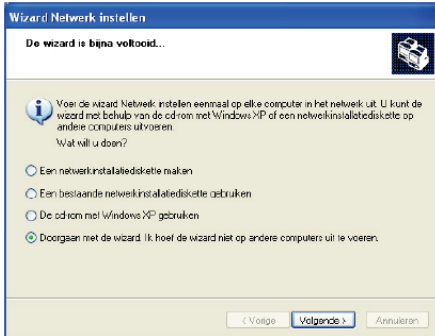 Wizard Netwerk instellen
De wizard is bijna voltooid...
Voer de wizard Netwerk instellen eenmaal op elke computer in het netwerk uit. U kunt de
wizard met behulp van de cd-rom met Windows XP of een netwerkinstallatiediskette op
andere computers uitvoeren.
Wat wilt u doen?
Een netwerkinstallatiediskette maken
Een bestaande netwerkinstallatiediskette gebruiken
De cd-rom met Windows XP gebruiken
Doorgaan met de wizard. Ik hoef de wizard niet op andere computers uit te voeren.
< Vorige
Volgende >
Annuleren